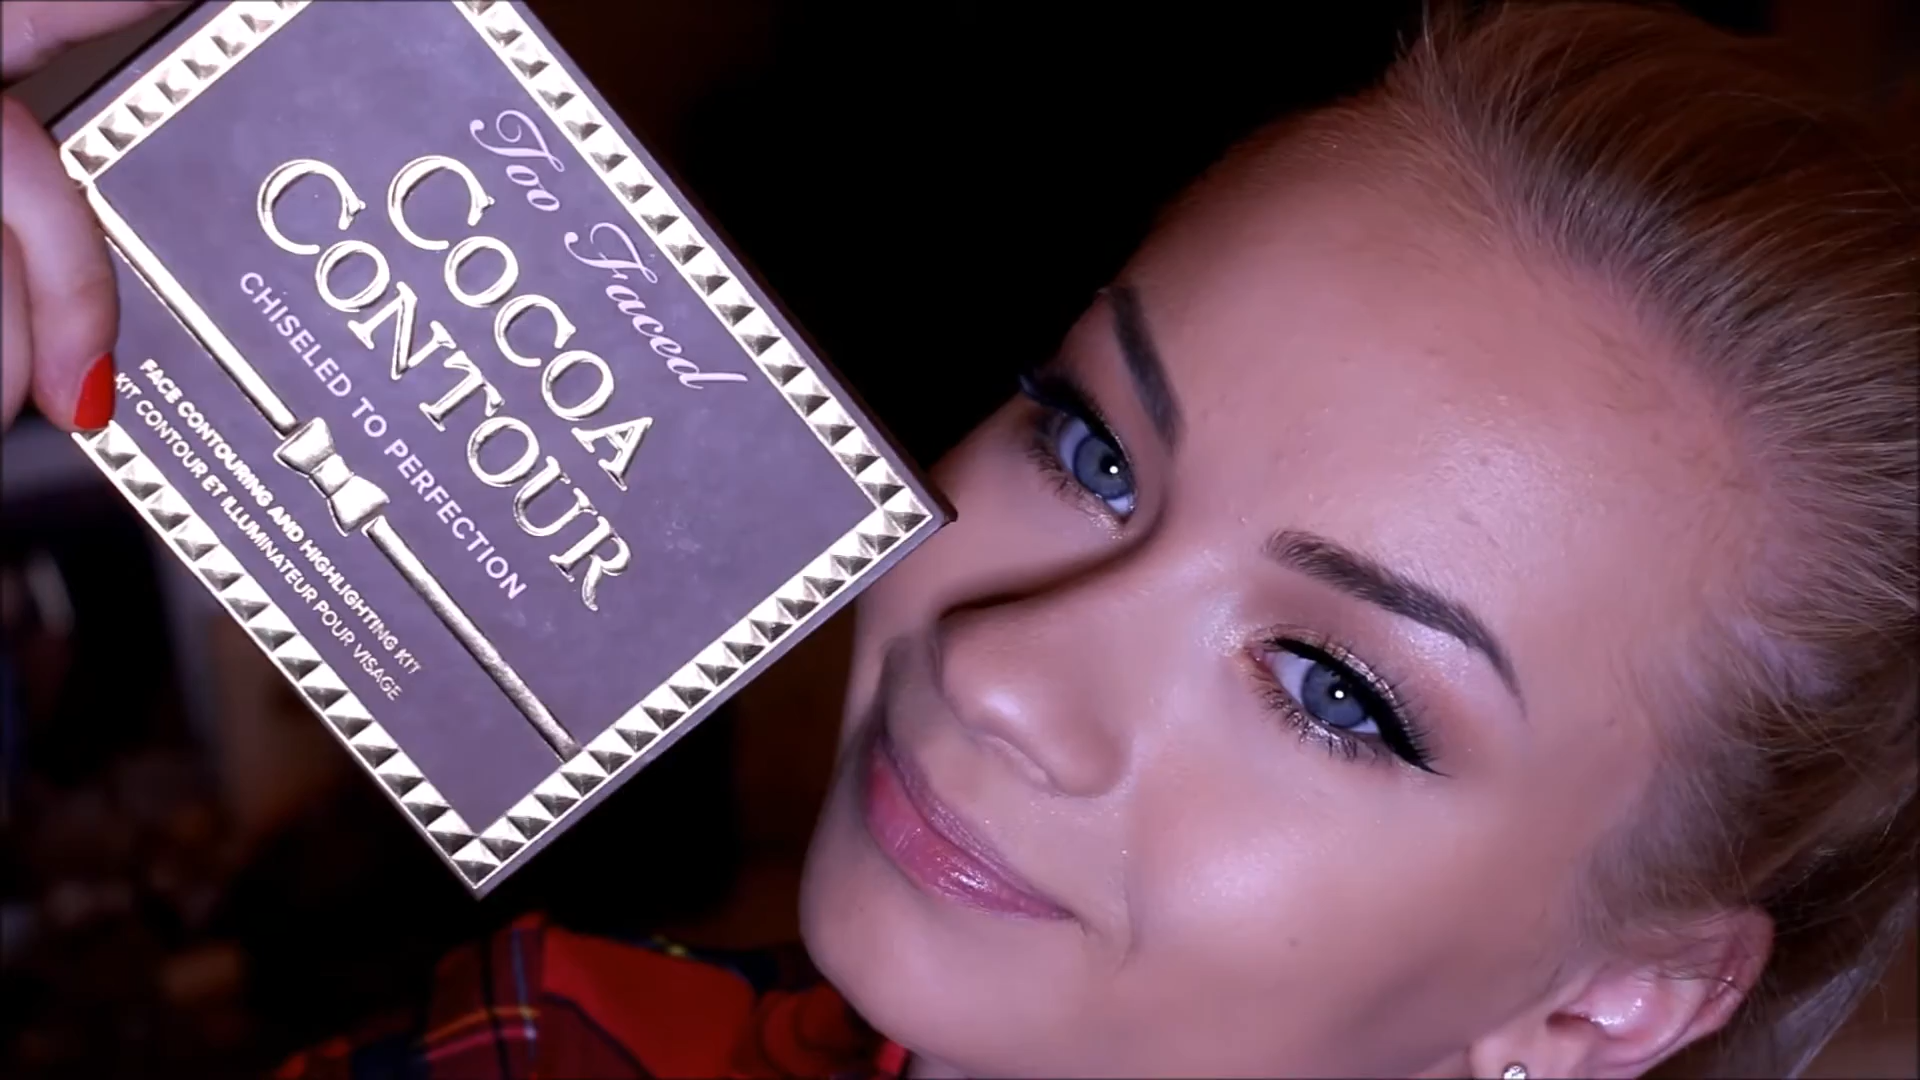 Too Faced
COCOA
CONTOUR
CHISELED TO PERFECTION
FACE CONTOURING AND HIGHLIGHTING KIT
KIT CONTOUR ET ILLUMINATEUR POUR VISAGE